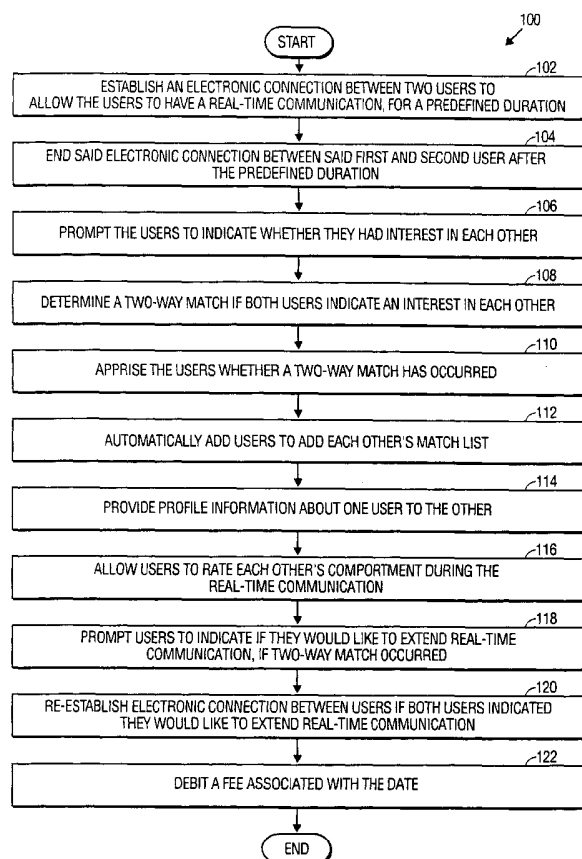 100
START
102
ESTABLISH AN ELECTRONIC CONNECTION BETWEEN TWO USERS TO
ALLOW THE USERS TO HAVE A REAL-TIME COMMUNICATION, FOR A PREDEFINED DURATION
104
END SAID ELECTRONIC CONNECTION BETWEEN SAID FIRST AND SECOND USER AFTER
THE PREDEFINED DURATION
106
PROMPT THE USERS TO INDICATE WHETHER THEY HAD INTEREST IN EACH OTHER
108
DETERMINE A TWO-WAY MATCH IF BOTH USERS INDICATE AN INTEREST IN EACH OTHER
110
APPRISE THE USERS WHETHER A TWO-WAY MATCH HAS OCCURRED
112
AUTOMATICALLY ADD USERS TO ADD EACH OTHER'S MATCH LIST
114
PROVIDE PROFILE INFORMATION ABOUT ONE USER TO THE OTHER
116
ALLOW USERS TO RATE EACH OTHER'S COMPORTMENT DURING THE
REAL-TIME COMMUNICATION
118
PROMPT USERS TO INDICATE IF THEY WOULD LIKE TO EXTEND REAL-TIME
COMMUNICATION, IF TWO-WAY MATCH OCCURRED
120
RE-ESTABLISH ELECTRONIC CONNECTION BETWEEN USERS IF BOTH USERS INDICATED
THEY WOULD LIKE TO EXTEND REAL-TIME COMMUNICATION
122
DEBIT A FEE ASSOCIATED WITH THE DATE
END